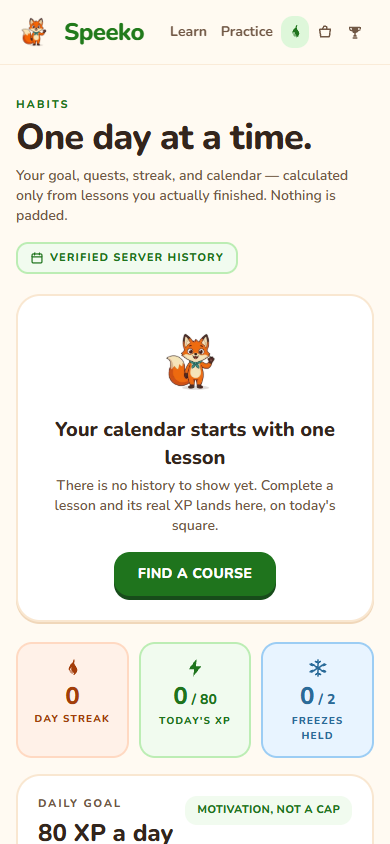 Speeko
Learn
Practice
HABITS
One day at a time.
Your goal, quests, streak, and calendar — calculated
only from lessons you actually finished. Nothing is
padded.
VERIFIED SERVER HISTORY
Your calendar starts with one
lesson
There is no history to show yet. Complete a
lesson and its real XP lands here, on today's
square.
FIND A COURSE
0
DAY STREAK
0 / 80
TODAY'S XP
0 / 2
FREEZES
HELD
DAILY GOAL
MOTIVATION, NOT A CAP
80 XP a day